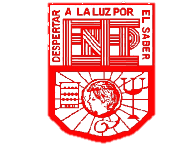 DESPERTAR A LA LUZ POR EL SABER
ENP